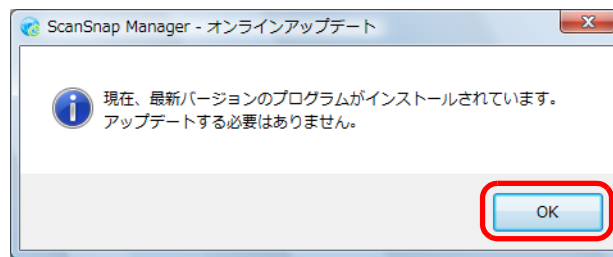 ScanSnap Manager - オンラインアップデート
現在、最新バージョンのプログラムがインストールされています。
アップデートする必要はありません。
OK